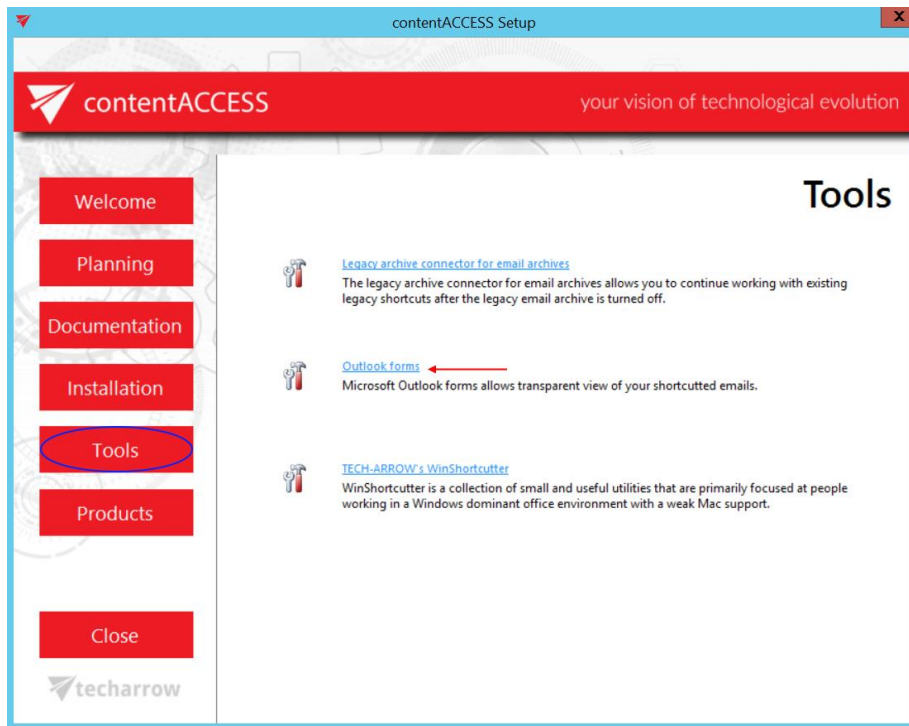 contentACCESS Setup
X
contentACCESS
your vision of technological evolution
Welcome
Planning
Documentation
Installation
Tools
Products
Close
techarrow
Tools
Legacy archive connector for email archives
The legacy archive connector for email archives allows you to continue working with existing
legacy shortcuts after the legacy email archive is turned off.
Outlook forms
Microsoft Outlook forms allows transparent view of your shortcutted emails.
TECH-ARROW's WinShortcutter
WinShortcutter is a collection of small and useful utilities that are primarily focused at people
working in a Windows dominant office environment with a weak Mac support.